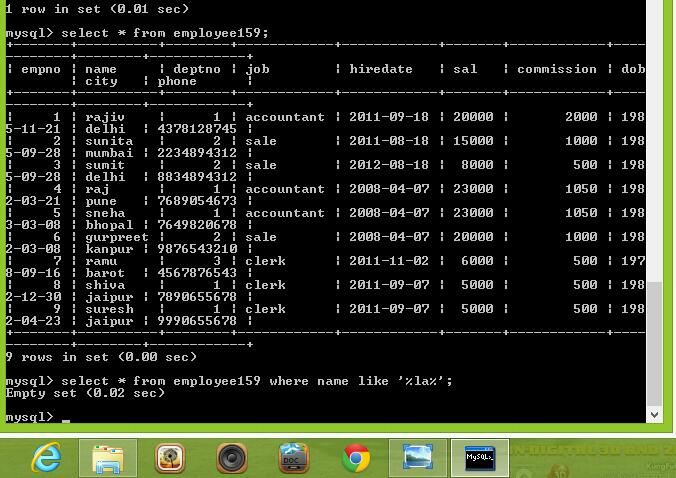 1 row in set (0.01 sec)
mysql> select * from employee159;
+-------+----------+--------+------------+------------+-------+------------+----
------+--------+------------+
| empno | name | deptno | job | hiredate | sal | commission | dob
| city | phone |
+-------+----------+--------+------------+------------+-------+------------+----
------+--------+------------+
| 1 | rajiv | 1 | accountant | 2011-09-18 | 20000 | 2000 | 198
5-11-21 | delhi | 4378128745 |
| 2 | sunita | 2 | sale | 2011-08-18 | 15000 | 1000 | 198
5-09-28 | mumbai | 2234894312 |
| 3 | sumit | 2 | sale | 2012-08-18 | 8000 | 500 | 198
5-09-28 | delhi | 8834894312 |
| 4 | raj | 1 | accountant | 2008-04-07 | 23000 | 1050 | 198
2-03-21 | pune | 7689054673 |
| 5 | sneha | 1 | accountant | 2008-04-07 | 23000 | 1050 | 198
3-03-08 | bhopal | 7649820678 |
| 6 | gurpreet | 2 | sale | 2008-04-07 | 20000 | 1000 | 198
2-03-08 | kanpur | 9876543210 |
| 7 | ramu | 3 | clerk | 2011-11-02 | 6000 | 500 | 197
8-09-16 | barot | 4567876543 |
| 8 | shiva | 1 | clerk | 2011-09-07 | 5000 | 500 | 198
2-12-30 | jaipur | 7890655678 |
| 9 | suresh | 1 | clerk | 2011-09-07 | 5000 | 500 | 198
2-04-23 | jaipur | 9990655678 |
+-------+----------+--------+------------+------------+-------+------------+----
------+--------+------------+
9 rows in set (0.00 sec)
mysql> select * from employee159 where name like '%la%';
Empty set (0.02 sec)
mysql> _
DOC
MySQL